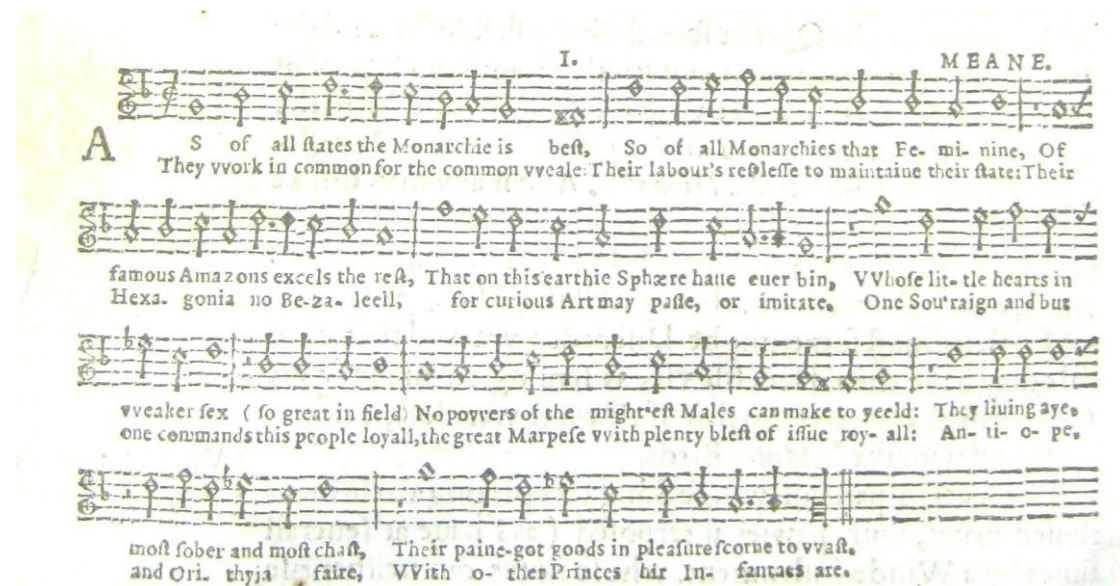 I. MEANE.
AS of all ſtates the Monarchie is beſt, So of all Monarchies that Fe- mi- nine, Of
They vvork in common for the common vveale: Their labour's reſtleſſe to maintaine their ſtate: Their
famous Amazons excels the reſt, That on this earthie Sphære haue euer bin, VVhoſe lit- tle hearts in
Hexa- gonia no Be-za- leell, for curious Art may paſſe, or imitate. One Sou'raign and but
vveaker ſex ( ſo great in field) No povvers of the might'eſt Males can make to yeeld: They liuing aye,
one commands this people loyall, the great Marpeſe vvith plenty bleſt of iſſue roy- all: An- ti- o- pe,
moſt ſober and moſt chaſt, Their paine-got goods in pleaſure ſcorne to vvaſt.
and Ori- thyja faire, VVith o- ther Princes hir In- fantaes are.